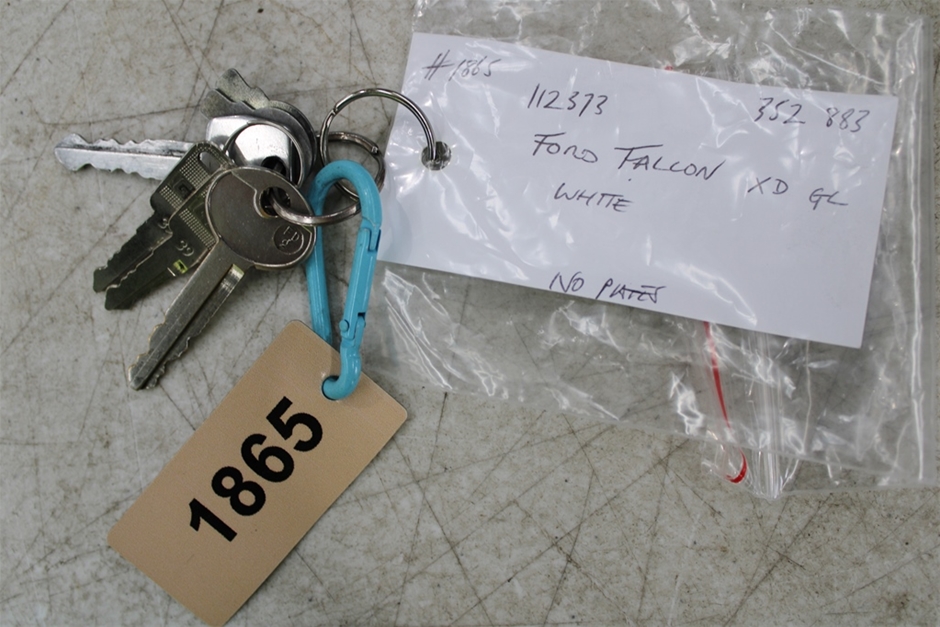 #1865
112373 352 883
FORD FALCON XD GL
WHITE
NO PLATES
1865